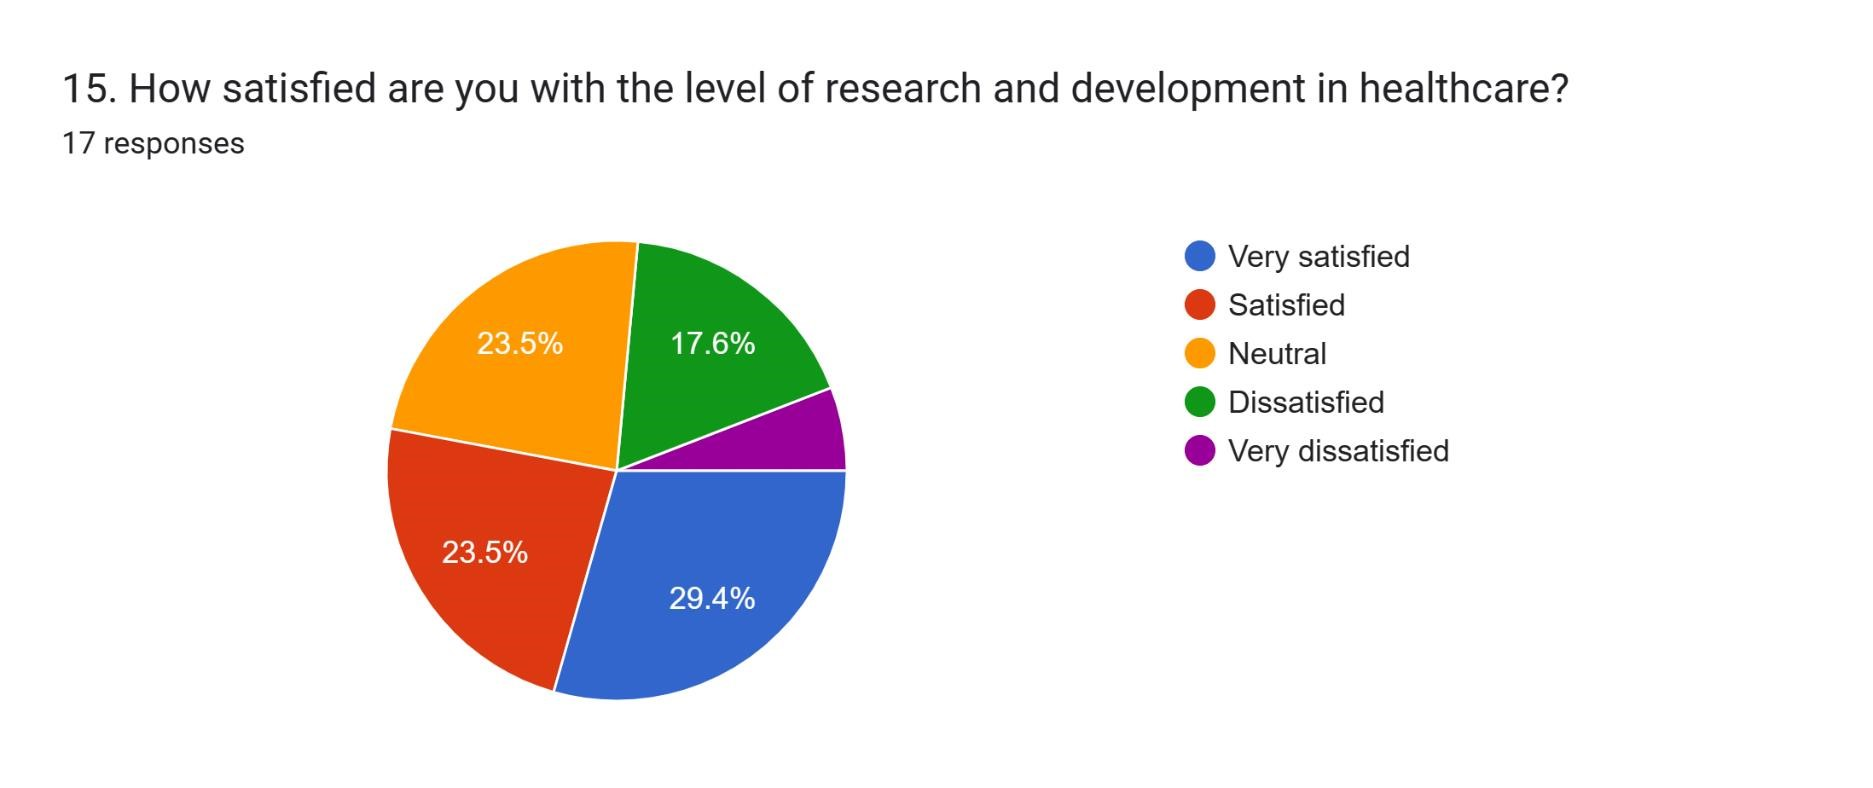 15. How satisfied are you with the level of research and development in healthcare?
17 responses
23.5%
17.6%
23.5%
29.4%
Very satisfied
Satisfied
Neutral
Dissatisfied
Very dissatisfied